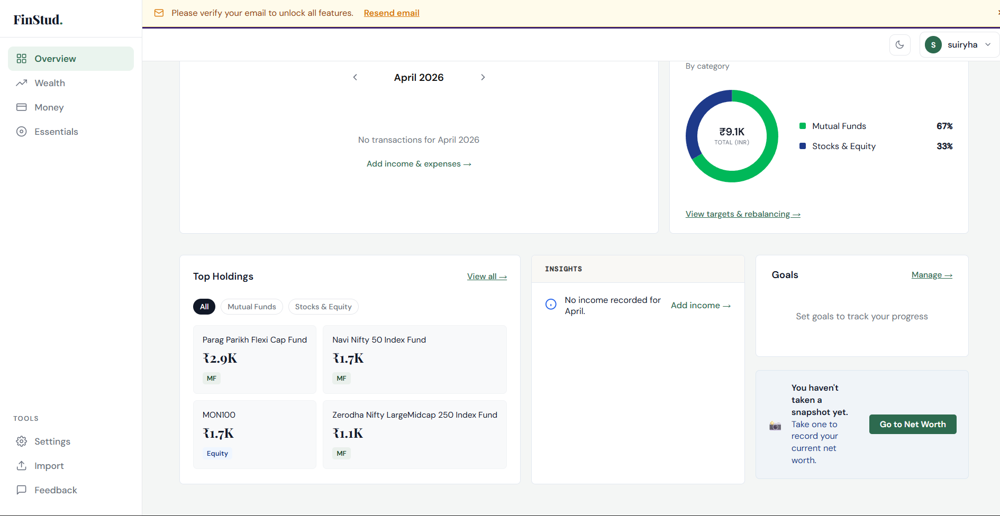 FinStud.
Please verify your email to unlock all features. Resend email
suiryha
S
Overview
Wealth
Money
Essentials
TOOLS
Settings
Import
Feedback
April 2026
No transactions for April 2026
Add income & expenses →
By category
₹9.1K
TOTAL (INR)
Mutual Funds 67%
Stocks & Equity 33%
View targets & rebalancing →
Top Holdings View all →
All Mutual Funds Stocks & Equity
Parag Parikh Flexi Cap Fund
₹2.9K
MF
Navi Nifty 50 Index Fund
₹1.7K
MF
MON100
₹1.7K
Equity
Zerodha Nifty LargeMidcap 250 Index Fund
₹1.1K
MF
INSIGHTS
No income recorded for
April.
Add income →
Goals Manage →
Set goals to track your progress
You haven't
taken a
snapshot yet.
Take one to
record your
current net
worth.
Go to Net Worth